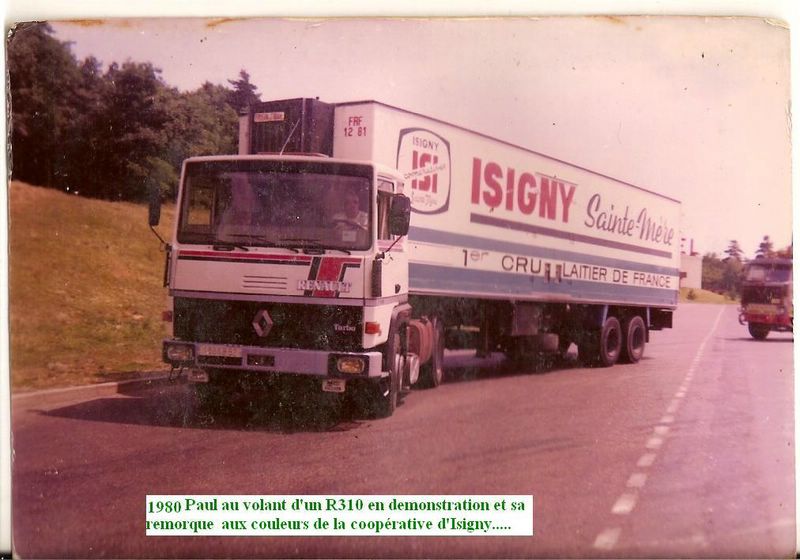 FRF
12 81
ISIGNY
ISI
ISIGNY Sainte-Mère
1er CRU LAITIER DE FRANCE
RENAULT
Turbo
1980 Paul au volant d'un R310 en demonstration et sa
remorque aux couleurs de la coopérative d'Isigny.....